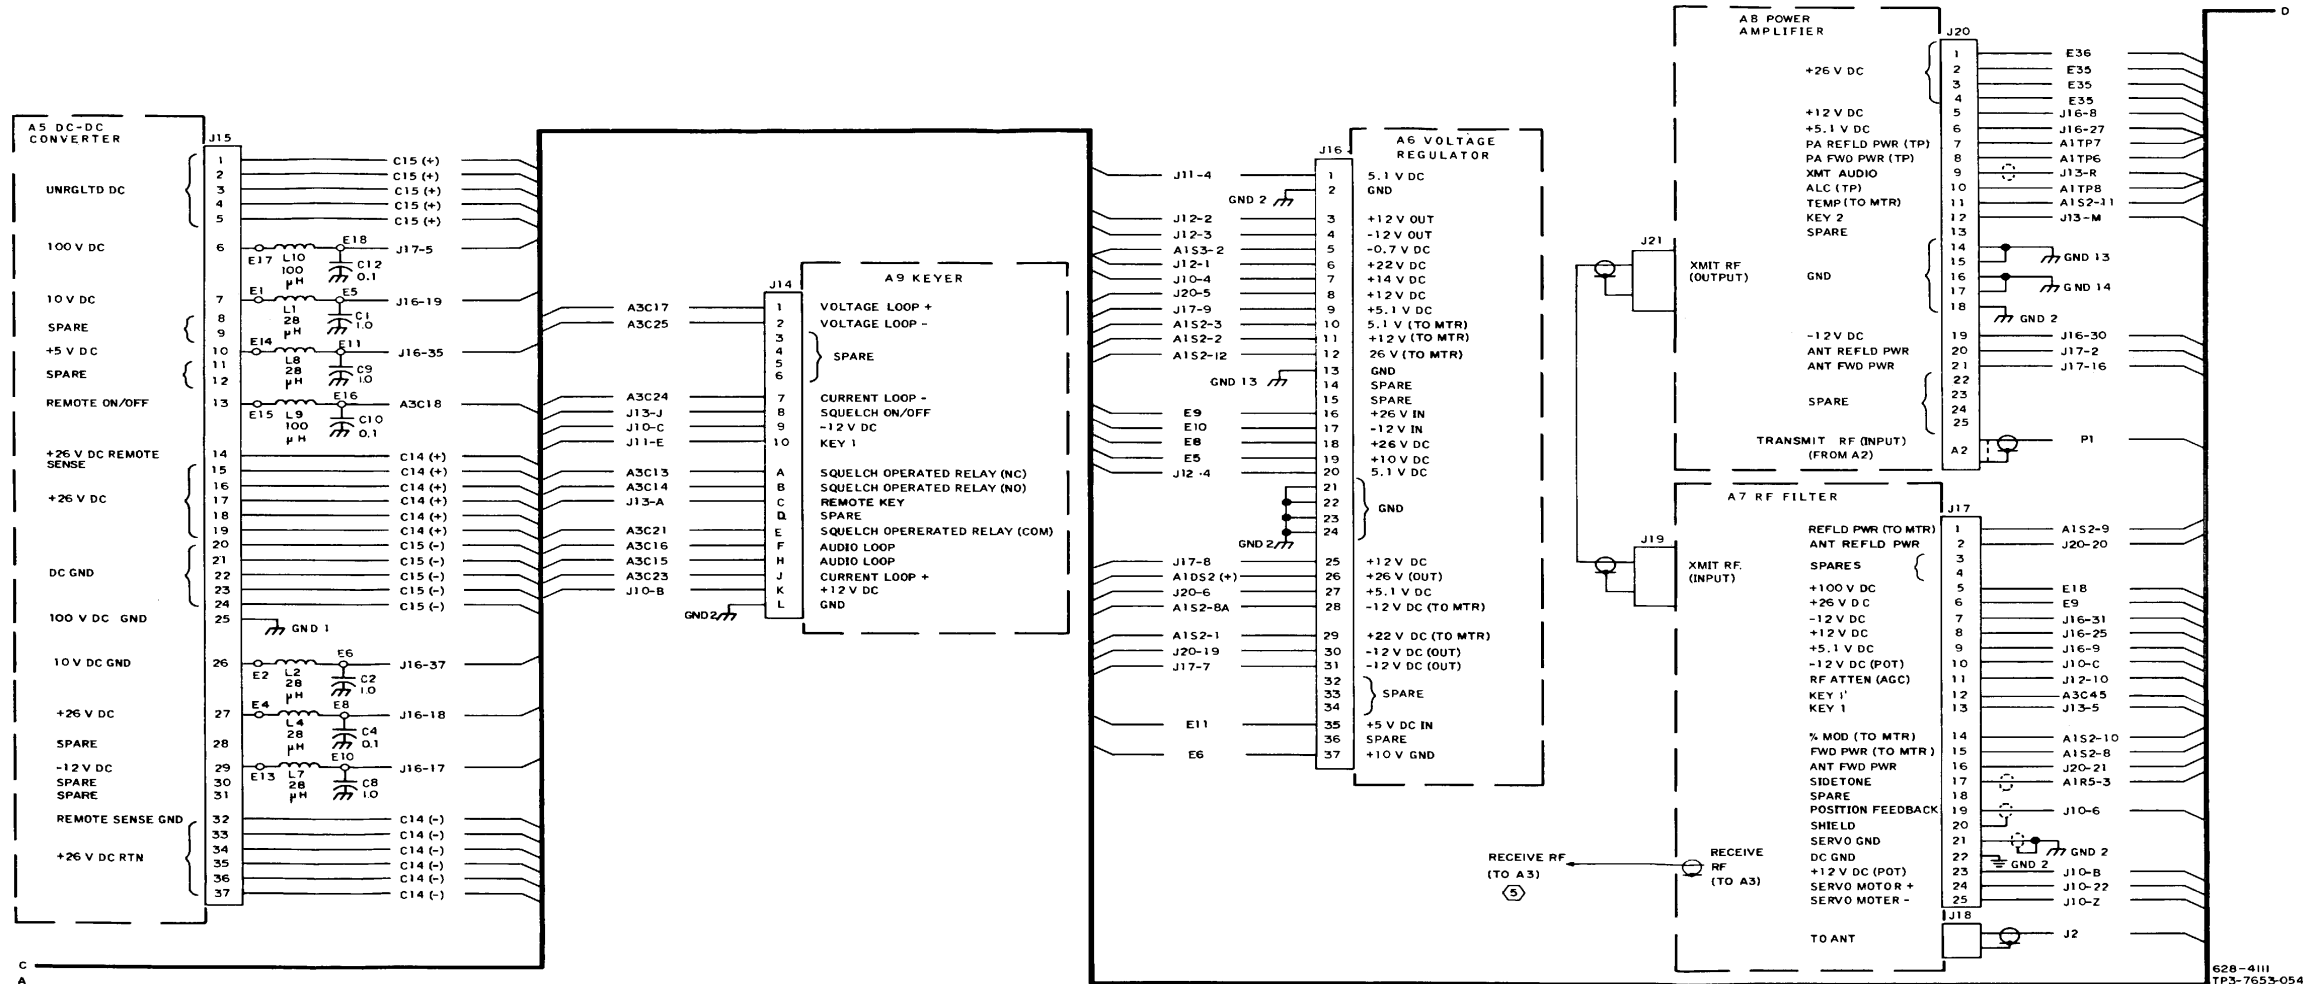 A5 DC-DC
CONVERTER
J15
UNRGLTD DC
1 C15 (+)
2 C15 (+)
3 C15 (+)
4 C15 (+)
5 C15 (+)
100 V DC 6 E17 L10 100 µH E18 C12 0.1 J17-5
10 V DC 7 E1 L1 28 µH E5 C1 1.0 J16-19
SPARE 8
9
+5 V DC 10 E14 L8 28 µH E11 C9 1.0 J16-35
SPARE 11
12
REMOTE ON/OFF 13 E15 L9 100 µH E16 C10 0.1 A3C18
+26 V DC REMOTE
SENSE
14 C14 (+)
15 C14 (+)
16 C14 (+)
+26 V DC 17 C14 (+)
18 C14 (+)
19 C14 (+)
20 C15 (-)
21 C15 (-)
DC GND 22 C15 (-)
23 C15 (-)
24 C15 (-)
100 V DC GND 25 GND 1
10 V DC GND 26 E2 L2 28 µH E6 C2 1.0 J16-37
+26 V DC 27 E4 L4 28 µH E8 C4 0.1 J16-18
SPARE 28
-12 V DC 29 E13 L7 28 µH E10 C8 1.0 J16-17
SPARE 30
SPARE 31
REMOTE SENSE GND 32 C14 (-)
33 C14 (-)
34 C14 (-)
+26 V DC RTN 35 C14 (-)
36 C14 (-)
37 C14 (-)
C
A
J14
A9 KEYER
A3C17 1 VOLTAGE LOOP +
A3C25 2 VOLTAGE LOOP -
3
4
5
6
SPARE
A3C24 7 CURRENT LOOP -
J13-J 8 SQUELCH ON/OFF
J10-C 9 -12 V DC
J11-E 10 KEY 1
A3C13 A SQUELCH OPERATED RELAY (NC)
A3C14 B SQUELCH OPERATED RELAY (NO)
J13-A C REMOTE KEY
D SPARE
A3C21 E SQUELCH OPERERATED RELAY (COM)
A3C16 F AUDIO LOOP
A3C15 H AUDIO LOOP
A3C23 J CURRENT LOOP +
J10-B K +12 V DC
GND 2 L GND
J16
A6 VOLTAGE
REGULATOR
J11-4 1 5.1 V DC
GND 2 2 GND
J12-2 3 +12 V OUT
J12-3 4 -12 V OUT
A1S3-2 5 -0.7 V DC
J12-1 6 +22 V DC
J10-4 7 +14 V DC
J20-5 8 +12 V DC
J17-9 9 +5.1 V DC
A1S2-3 10 5.1 V (TO MTR)
A1S2-2 11 +12 V (TO MTR)
A1S2-12 12 26 V (TO MTR)
GND 13 13 GND
14 SPARE
15 SPARE
E9 16 +26 V IN
E10 17 -12 V IN
E8 18 +26 V DC
E5 19 +10 V DC
J12-4 20 5.1 V DC
21
22
23
24
GND
GND 2
J17-8 25 +12 V DC
A1DS2 (+) 26 +26 V (OUT)
J20-6 27 +5.1 V DC
A1S2-8A 28 -12 V DC (TO MTR)
A1S2-1 29 +22 V DC (TO MTR)
J20-19 30 -12 V DC (OUT)
J17-7 31 -12 V DC (OUT)
32
33
34
SPARE
E11 35 +5 V DC IN
36 SPARE
E6 37 +10 V GND
A8 POWER
AMPLIFIER
J20
+26 V DC
1 E36
2 E35
3 E35
4 E35
+12 V DC 5 J16-8
+5.1 V DC 6 J16-27
PA REFLD PWR (TP) 7 A1TP7
PA FWD PWR (TP) 8 A1TP6
XMT AUDIO 9 J13-R
ALC (TP) 10 A1TP8
TEMP (TO MTR) 11 A1S2-11
KEY 2 12 J13-M
SPARE 13
GND
14
15 GND 13
16
17 GND 14
18 GND 2
-12 V DC 19 J16-30
ANT REFLD PWR 20 J17-2
ANT FWD PWR 21 J17-16
SPARE
22
23
24
25
TRANSMIT RF (INPUT)
(FROM A2)
A2 P1
J21
XMIT RF
(OUTPUT)
J19
XMIT RF.
(INPUT)
A7 RF FILTER
J17
REFLD PWR (TO MTR) 1 A1S2-9
ANT REFLD PWR 2 J20-20
SPARES 3
4
+100 V DC 5 E18
+26 V DC 6 E9
-12 V DC 7 J16-31
+12 V DC 8 J16-25
+5.1 V DC 9 J16-9
-12 V DC (POT) 10 J10-C
RF ATTEN (AGC) 11 J12-10
KEY 1' 12 A3C45
KEY 1 13 J13-5
% MOD (TO MTR) 14 A1S2-10
FWD PWR (TO MTR) 15 A1S2-8
ANT FWD PWR 16 J20-21
SIDETONE 17 A1R5-3
SPARE 18
POSITION FEEDBACK 19 J10-6
SHIELD 20
SERVO GND 21 GND 2
DC GND 22 GND 2
+12 V DC (POT) 23 J10-B
SERVO MOTOR + 24 J10-22
SERVO MOTER - 25 J10-Z
J18
TO ANT J2
RECEIVE RF
(TO A3)
5
RECEIVE
RF
(TO A3)
D
628-4111
TP3-7653-054